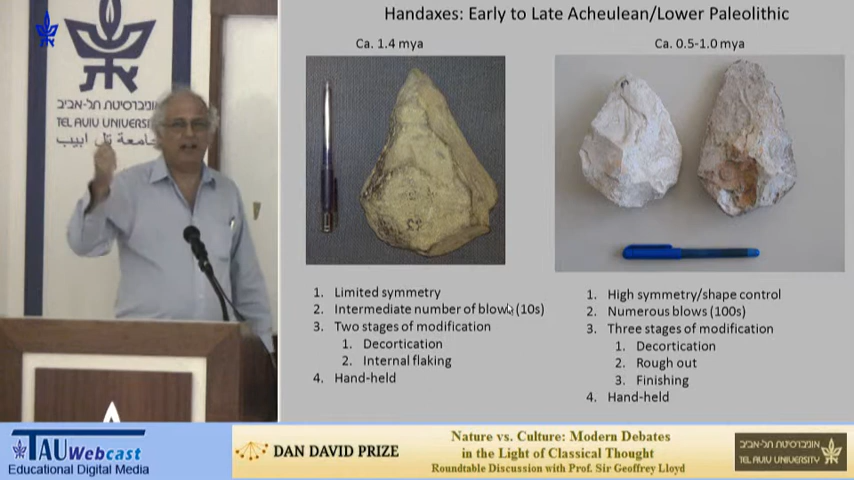 אוניברסיטת תל-אביב
TEL AVIV UNIVERSITY
جامعة تل ابيب
Handaxes: Early to Late Acheulean/Lower Paleolithic
Ca. 1.4 mya
1. Limited symmetry
2. Intermediate number of blows (10s)
3. Two stages of modification
1. Decortication
2. Internal flaking
4. Hand-held
Ca. 0.5-1.0 mya
1. High symmetry/shape control
2. Numerous blows (100s)
3. Three stages of modification
1. Decortication
2. Rough out
3. Finishing
4. Hand-held
TAUWebcast
Educational Digital Media
DAN DAVID PRIZE
Nature vs. Culture: Modern Debates
in the Light of Classical Thought
Roundtable Discussion with Prof. Sir Geoffrey Lloyd
אוניברסיטת תל-אביב
TEL AVIV UNIVERSITY